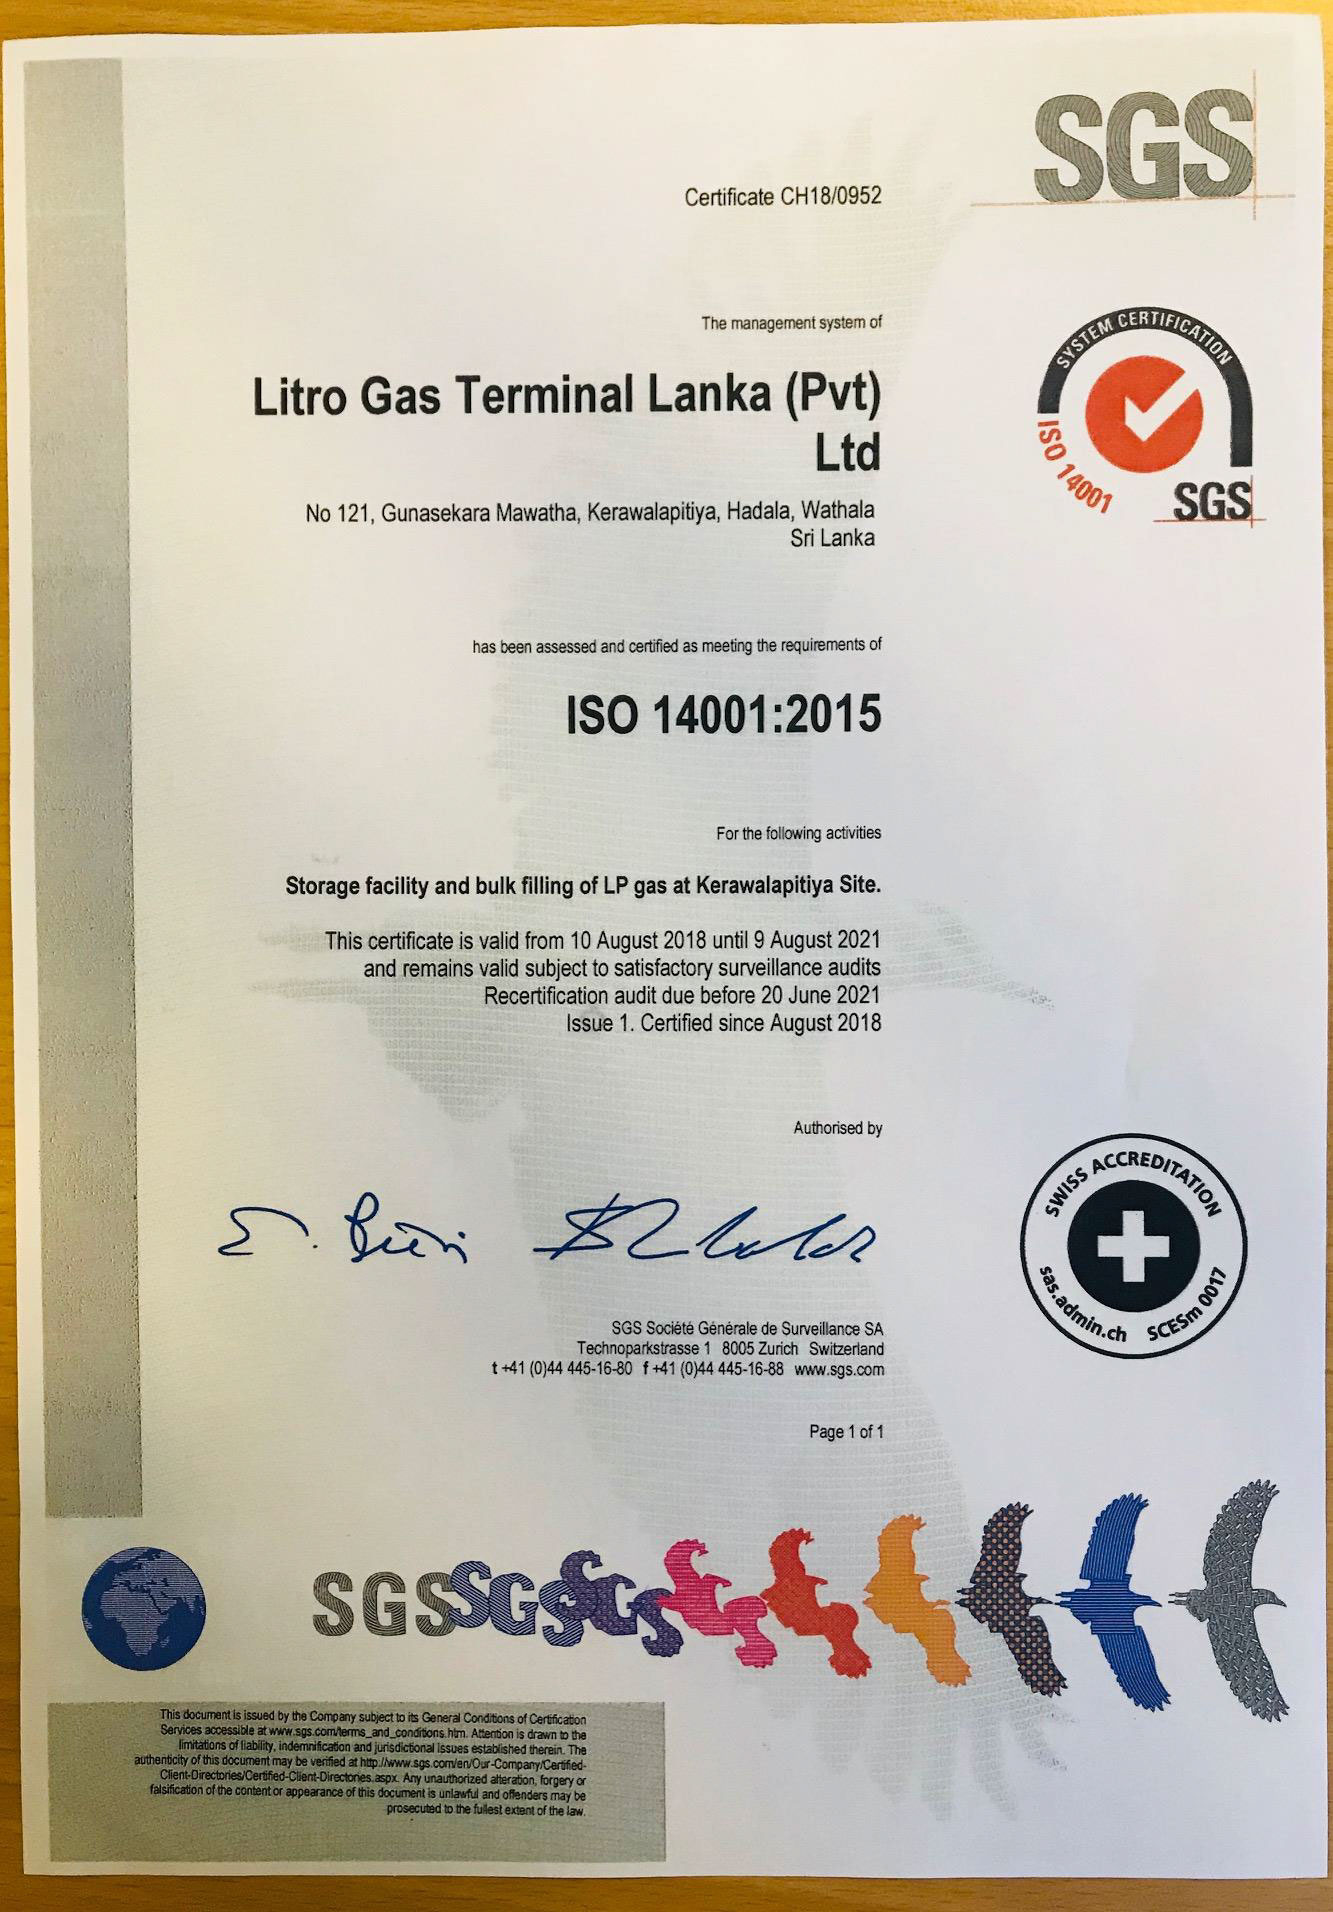 SGS
Certificate CH18/0952
The management system of
Litro Gas Terminal Lanka (Pvt)
Ltd
No 121, Gunasekara Mawatha, Kerawalapitiya, Hadala, Wathala
Sri Lanka
SYSTEM CERTIFICATION
ISO 14001
SGS
has been assessed and certified as meeting the requirements of
ISO 14001:2015
For the following activities
Storage facility and bulk filling of LP gas at Kerawalapitiya Site.
This certificate is valid from 10 August 2018 until 9 August 2021
and remains valid subject to satisfactory surveillance audits
Recertification audit due before 20 June 2021
Issue 1. Certified since August 2018
Authorised by
SWISS ACCREDITATION
sas.admin.ch SCESm 0017
SGS Société Générale de Surveillance SA
Technoparkstrasse 1 8005 Zurich Switzerland
t +41 (0)44 445-16-80 f +41 (0)44 445-16-88 www.sgs.com
Page 1 of 1
SGS SGS SGS
This document is issued by the Company subject to its General Conditions of Certification
Services accessible at www.sgs.com/terms_and_conditions.htm. Attention is drawn to the
limitations of liability, indemnification and jurisdictional issues established therein. The
authenticity of this document may be verified at http://www.sgs.com/en/Our-Company/Certified-
Client-Directories/Certified-Client-Directories.aspx. Any unauthorized alteration, forgery or
falsification of the content or appearance of this document is unlawful and offenders may be
prosecuted to the fullest extent of the law.